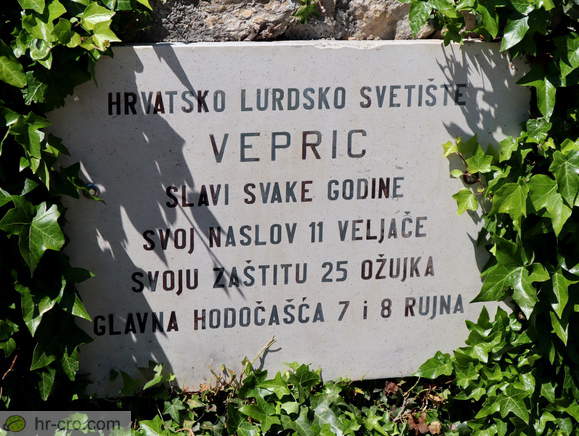 HRVATSKO LURDSKO SVETIŠTE
VEPRIC
SLAVI SVAKE GODINE
SVOJ NASLOV 11 VELJAČE
SVOJU ZAŠTITU 25 OŽUJKA
GLAVNA HODOČAŠĆA 7 i 8 RUJNA
hr-cro.com